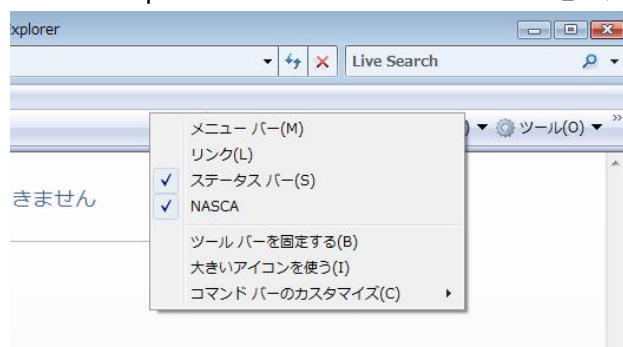 xplorer
Live Search
ツール(O)
メニュー バー(M)
リンク(L)
ステータス バー(S)
きません
NASCA
ツール バーを固定する(B)
大きいアイコンを使う(I)
コマンド バーのカスタマイズ(C)